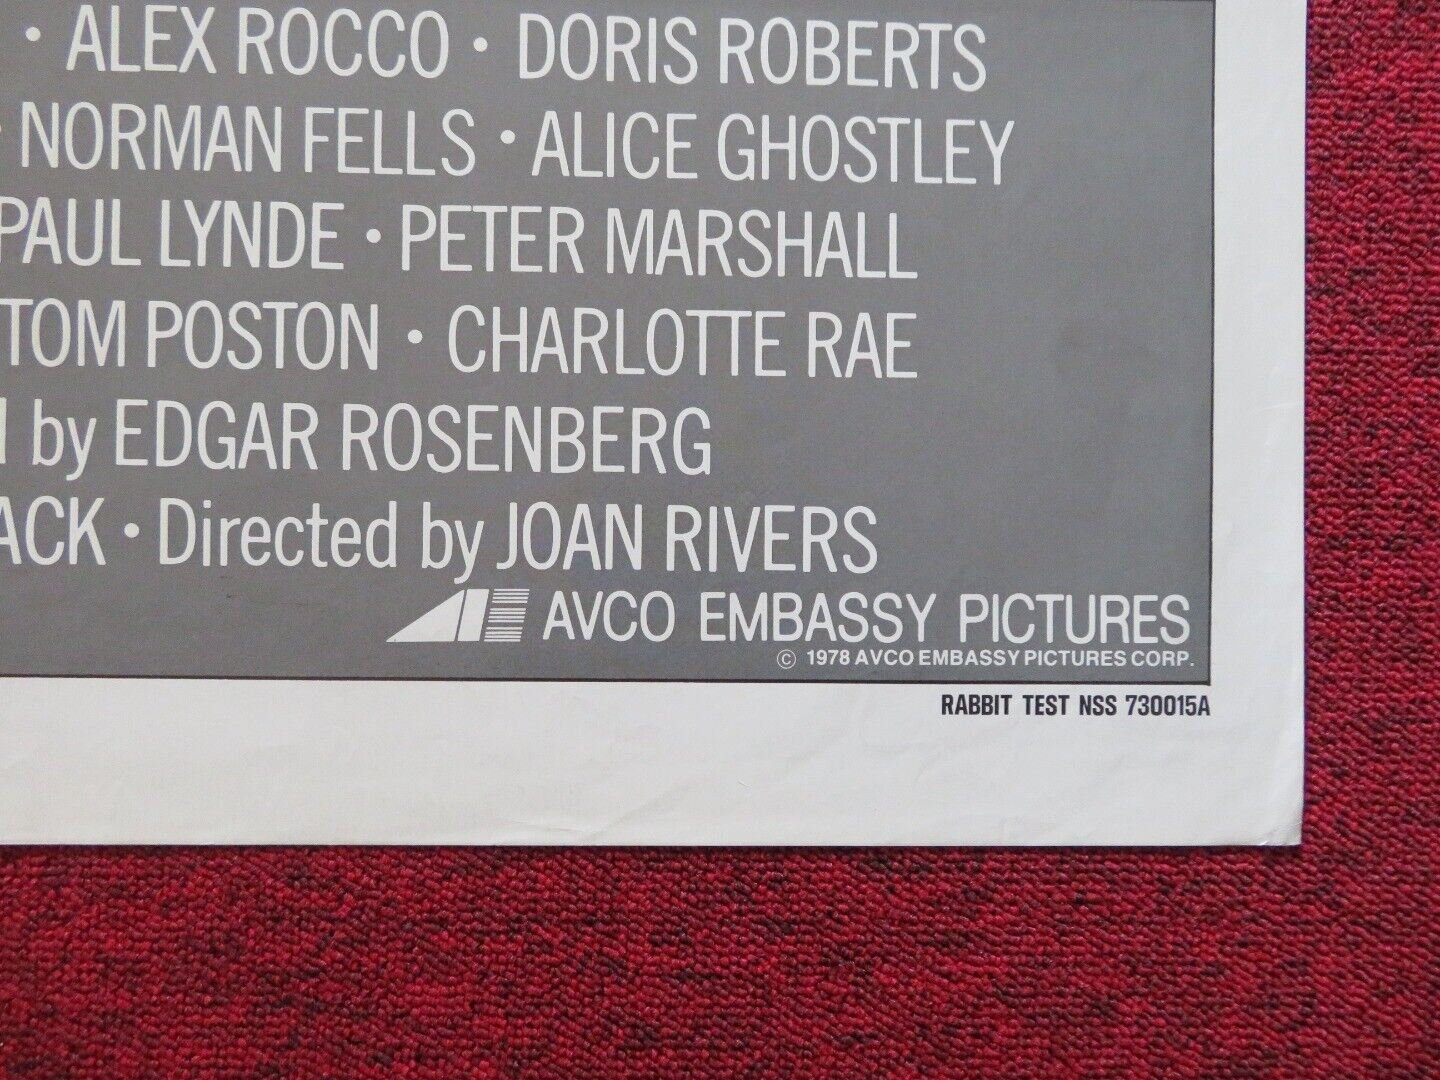 · ALEX ROCCO · DORIS ROBERTS
· NORMAN FELLS · ALICE GHOSTLEY
PAUL LYNDE · PETER MARSHALL
TOM POSTON · CHARLOTTE RAE
by EDGAR ROSENBERG
ACK · Directed by JOAN RIVERS
AVCO EMBASSY PICTURES
© 1978 AVCO EMBASSY PICTURES CORP.
RABBIT TEST NSS 730015A